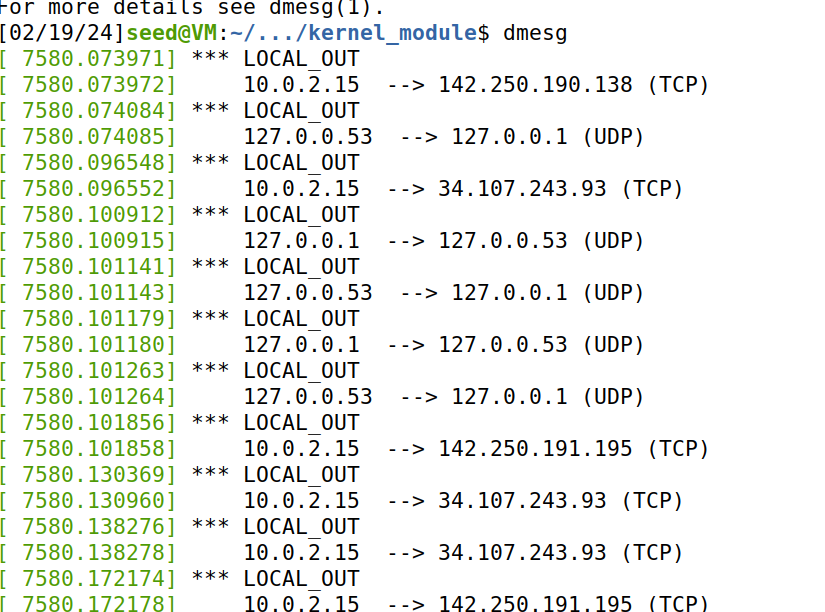 For more details see dmesg(1).
[02/19/24]seed@VM:~/.../kernel_module$ dmesg
[ 7580.073971] *** LOCAL_OUT
[ 7580.073972]     10.0.2.15  --> 142.250.190.138 (TCP)
[ 7580.074084] *** LOCAL_OUT
[ 7580.074085]     127.0.0.53  --> 127.0.0.1 (UDP)
[ 7580.096548] *** LOCAL_OUT
[ 7580.096552]     10.0.2.15  --> 34.107.243.93 (TCP)
[ 7580.100912] *** LOCAL_OUT
[ 7580.100915]     127.0.0.1  --> 127.0.0.53 (UDP)
[ 7580.101141] *** LOCAL_OUT
[ 7580.101143]     127.0.0.53  --> 127.0.0.1 (UDP)
[ 7580.101179] *** LOCAL_OUT
[ 7580.101180]     127.0.0.1  --> 127.0.0.53 (UDP)
[ 7580.101263] *** LOCAL_OUT
[ 7580.101264]     127.0.0.53  --> 127.0.0.1 (UDP)
[ 7580.101856] *** LOCAL_OUT
[ 7580.101858]     10.0.2.15  --> 142.250.191.195 (TCP)
[ 7580.130369] *** LOCAL_OUT
[ 7580.130960]     10.0.2.15  --> 34.107.243.93 (TCP)
[ 7580.138276] *** LOCAL_OUT
[ 7580.138278]     10.0.2.15  --> 34.107.243.93 (TCP)
[ 7580.172174] *** LOCAL_OUT
[ 7580.172178]     10.0.2.15  --> 142.250.191.195 (TCP)